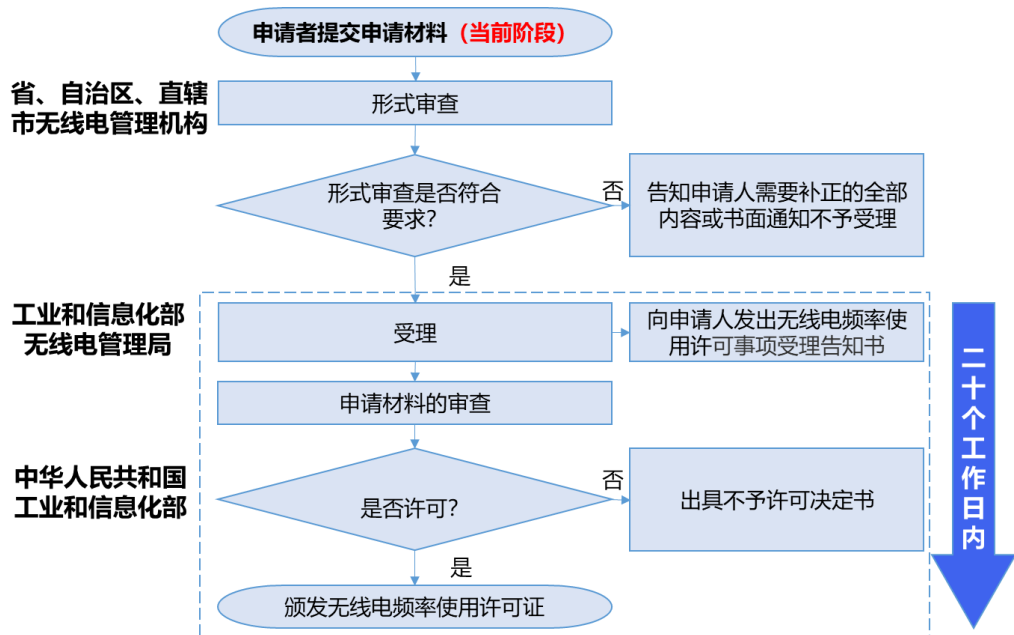 申请者提交申请材料（当前阶段）
省、自治区、直辖
市无线电管理机构
形式审查
形式审查是否符合
要求？
否
告知申请人需要补正的全部
内容或书面通知不予受理
是
工业和信息化部
无线电管理局
受理
向申请人发出无线电频率使
用许可事项受理告知书
申请材料的审查
中华人民共和国
工业和信息化部
是否许可？
否
出具不予许可决定书
是
颁发无线电频率使用许可证
二十个工作日内